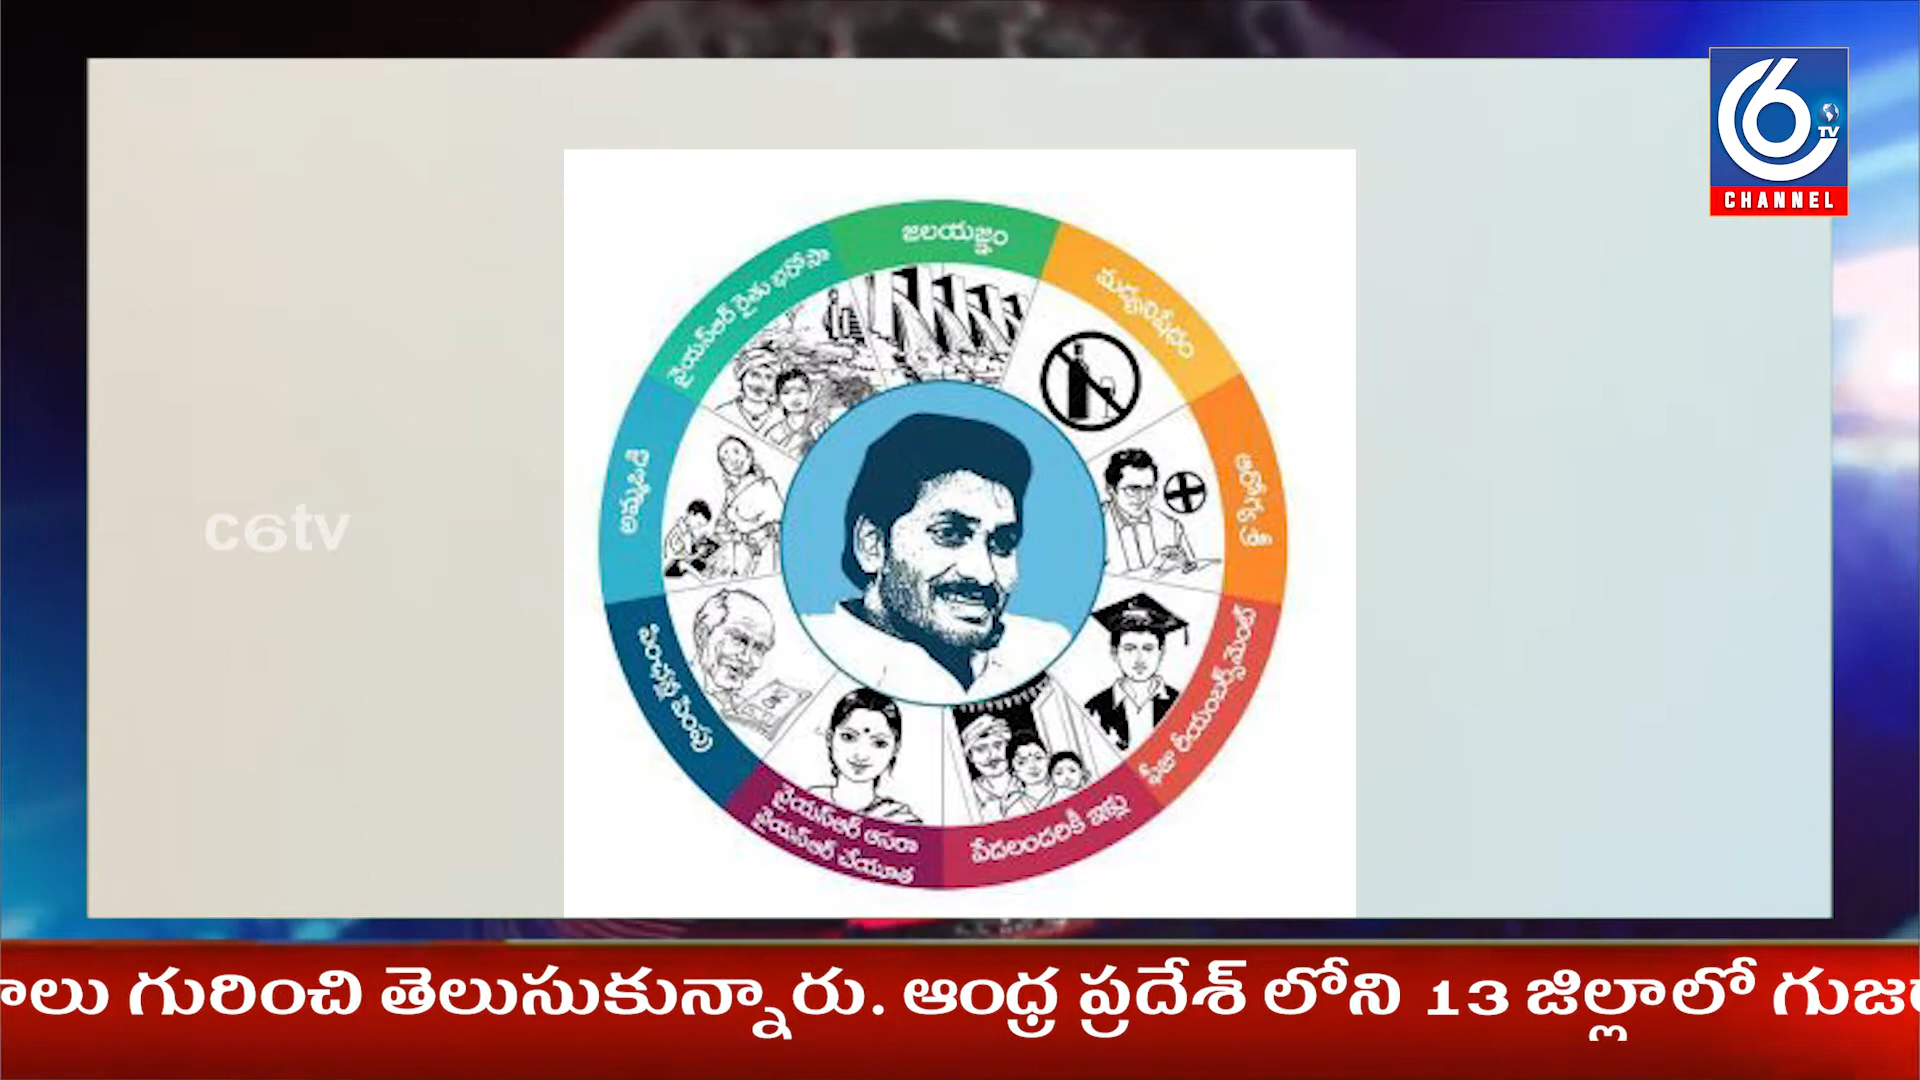 6
TV
CHANNEL
జలయజ్ఞం
మద్యనిషేధం
ఆరోగ్యశ్రీ
ఫీజు రీయంబర్స్‌మెంట్
పేదలందరికీ ఇళ్లు
వైయస్ఆర్ ఆసరా
వైయస్ఆర్ చేయూత
పింఛన్ల పెంపు
అమ్మఒడి
వైయస్ఆర్ రైతు భరోసా
c6tv
గురించి తెలుసుకున్నారు. ఆంధ్ర ప్రదేశ్ లోని 13 జిల్లాలో